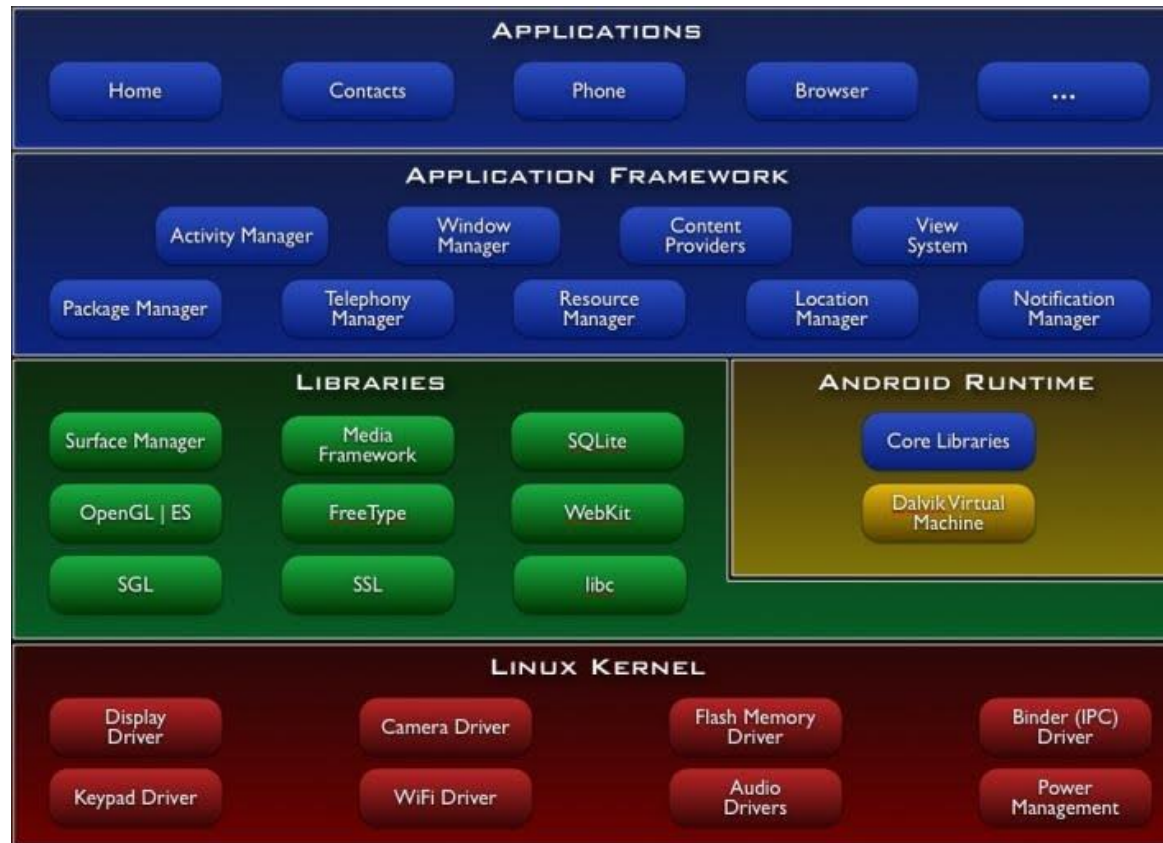 APPLICATIONS
Home
Contacts
Phone
Browser
...
APPLICATION FRAMEWORK
Activity Manager
Window
Manager
Content
Providers
View
System
Package Manager
Telephony
Manager
Resource
Manager
Location
Manager
Notification
Manager
LIBRARIES
Surface Manager
Media
Framework
SQLite
OpenGL | ES
FreeType
WebKit
SGL
SSL
libc
ANDROID RUNTIME
Core Libraries
Dalvik Virtual
Machine
LINUX KERNEL
Display
Driver
Camera Driver
Flash Memory
Driver
Binder (IPC)
Driver
Keypad Driver
WiFi Driver
Audio
Drivers
Power
Management